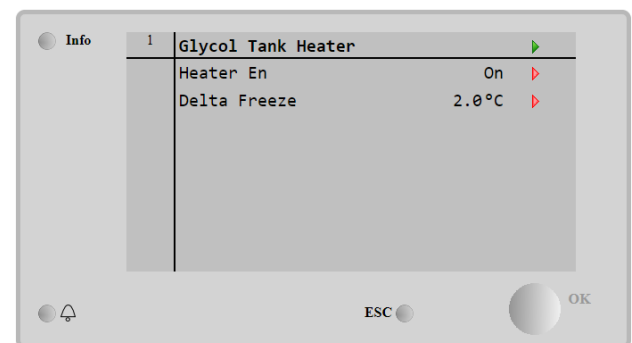 Info
1 Glycol Tank Heater
Heater En On
Delta Freeze 2.0°C
ESC
OK